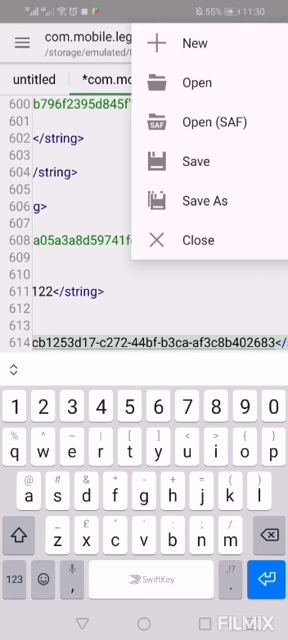 55% 11:30
com.mobile.leg
/storage/emulated/
untitled
*com.mo
New
Open
SAF Open (SAF)
Save
Save As
Close
600 b796f2395d845f
601
602 </string>
603
604 /string>
605
606 g>
607
608 a05a3a8d59741f
609
610
611 122</string>
612
613
614 cb1253d17-c272-44bf-b3ca-af3c8b402683</
1 2 3 4 5 6 7 8 9 0
% ^ ~ | [ ] < > { }
q w e r t y u i o p
@ # & * - + = ( )
a s d f g h j k l
_ £ " ' : ; /
z x c v b n m
123 , SwiftKey ,!? .
FILMIX